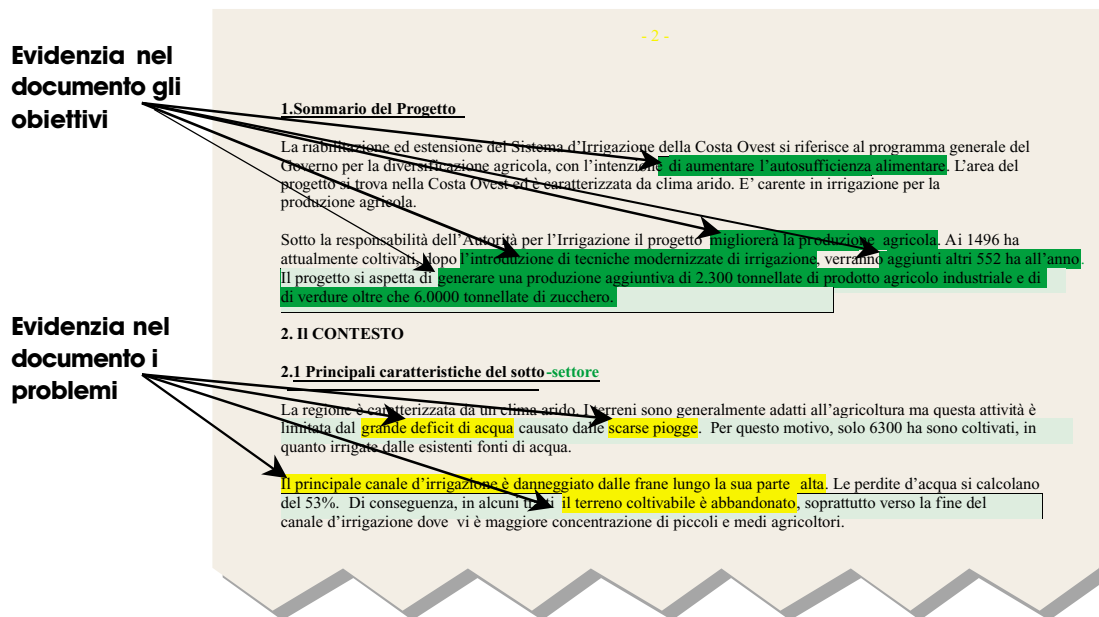 - 2 -
Evidenzia nel
documento gli
obiettivi
1.Sommario del Progetto
La riabilitazione ed estensione del Sistema d'Irrigazione della Costa Ovest si riferisce al programma generale del
Governo per la diversificazione agricola, con l'intenzione di aumentare l'autosufficienza alimentare. L'area del
progetto si trova nella Costa Ovest ed è caratterizzata da clima arido. E' carente in irrigazione per la
produzione agricola.
Sotto la responsabilità dell'Autorità per l'Irrigazione il progetto migliorerà la produzione agricola. Ai 1496 ha
attualmente coltivati, dopo l'introduzione di tecniche modernizzate di irrigazione, verranno aggiunti altri 552 ha all'anno.
Il progetto si aspetta di generare una produzione aggiuntiva di 2.300 tonnellate di prodotto agricolo industriale e di
di verdure oltre che 6.0000 tonnellate di zucchero.
Evidenzia nel
documento i
problemi
2. Il CONTESTO
2.1 Principali caratteristiche del sotto-settore
La regione è caratterizzata da un clima arido. I terreni sono generalmente adatti all'agricoltura ma questa attività è
limitata dal grande deficit di acqua causato dalle scarse piogge. Per questo motivo, solo 6300 ha sono coltivati, in
quanto irrigate dalle esistenti fonti di acqua.
Il principale canale d'irrigazione è danneggiato dalle frane lungo la sua parte alta. Le perdite d'acqua si calcolano
del 53%. Di conseguenza, in alcuni tratti il terreno coltivabile è abbandonato, soprattutto verso la fine del
canale d'irrigazione dove vi è maggiore concentrazione di piccoli e medi agricoltori.